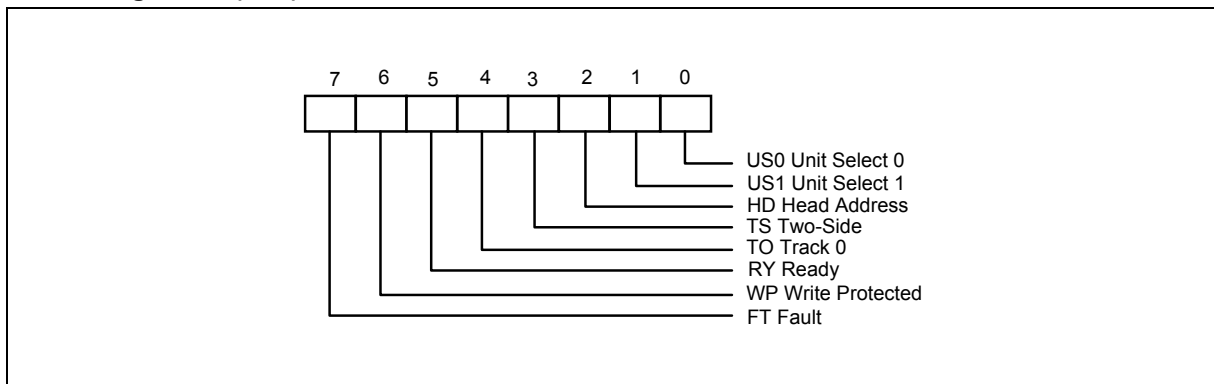 7 6 5 4 3 2 1 0
US0 Unit Select 0
US1 Unit Select 1
HD Head Address
TS Two-Side
TO Track 0
RY Ready
WP Write Protected
FT Fault